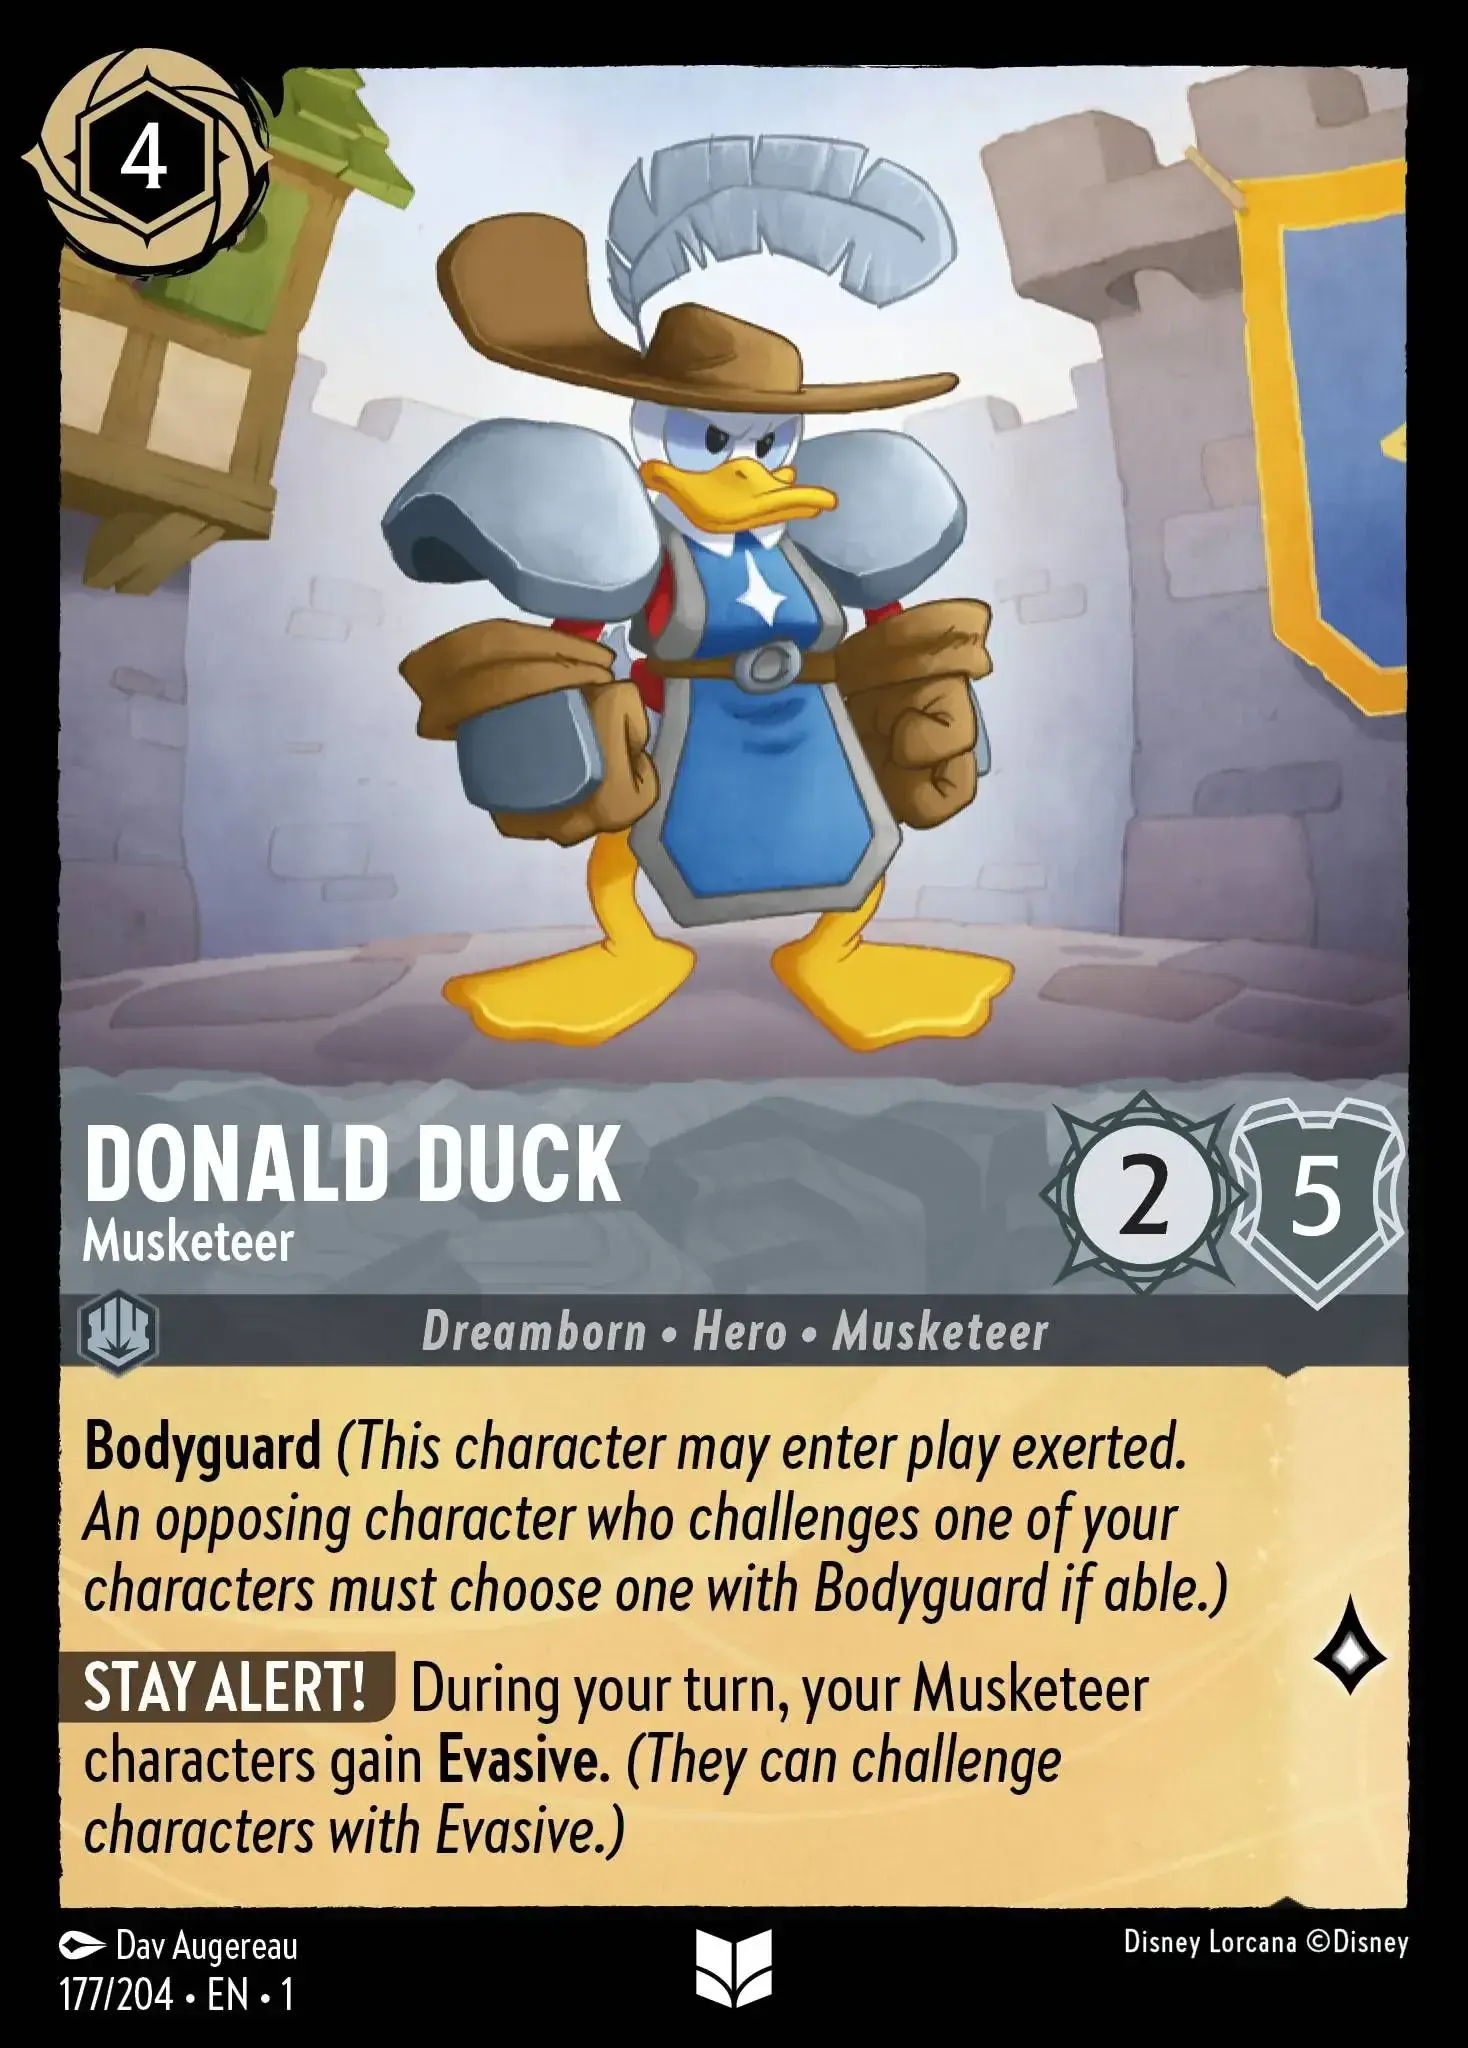 4
DONALD DUCK
Musketeer
2
5
Dreamborn • Hero • Musketeer
Bodyguard (This character may enter play exerted.
An opposing character who challenges one of your
characters must choose one with Bodyguard if able.)
STAY ALERT! During your turn, your Musketeer
characters gain Evasive. (They can challenge
characters with Evasive.)
Dav Augereau
177/204 • EN • 1
Disney Lorcana ©Disney